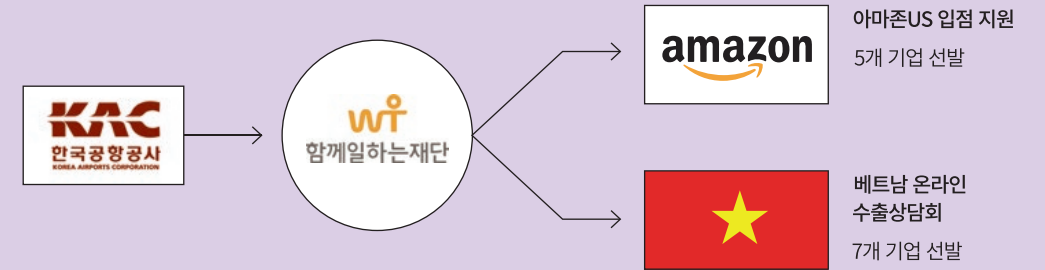 KAC
한국공항공사
KOREA AIRPORTS CORPORATION
함께일하는재단
amazon
아마존US 입점 지원
5개 기업 선발
베트남 온라인
수출상담회
7개 기업 선발